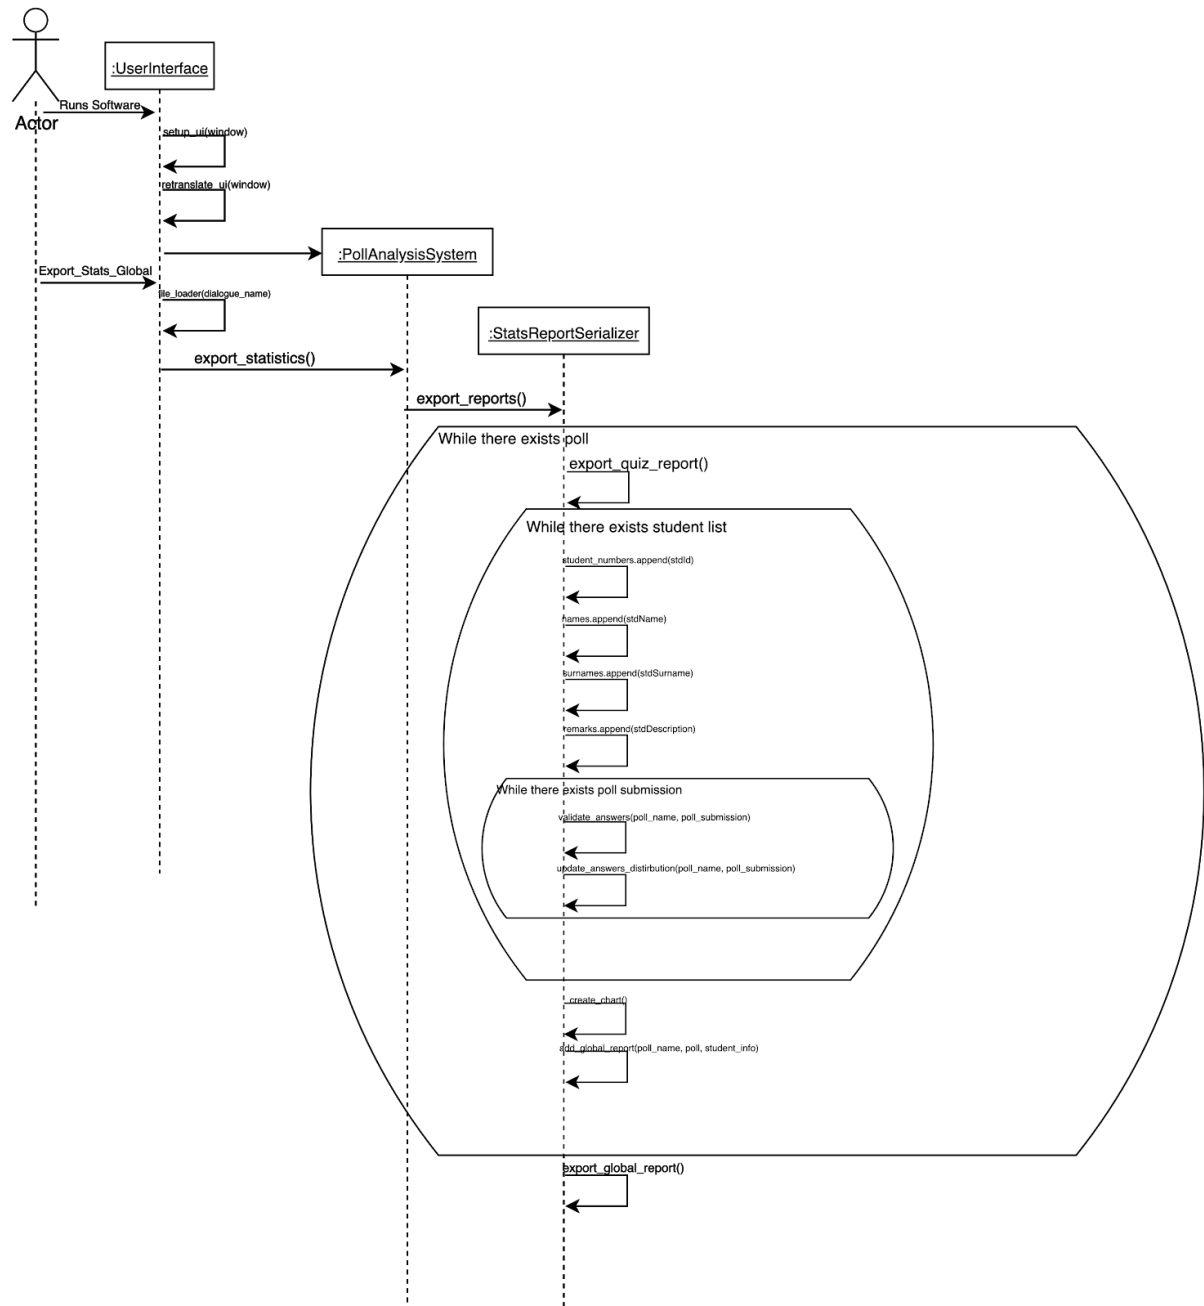 :UserInterface
Runs Software
Actor
setup_ui(window)
retranslate_ui(window)
:PollAnalysisSystem
Export_Stats_Global
file_loader(dialogue_name)
:StatsReportSerializer
export_statistics()
export_reports()
While there exists poll
export_quiz_report()
While there exists student list
student_numbers.append(stdId)
names.append(stdName)
surnames.append(stdSurname)
remarks.append(stdDescription)
While there exists poll submission
validate_answers(poll_name, poll_submission)
update_answers_distirbution(poll_name, poll_submission)
create_chart()
add_global_report(poll_name, poll, student_info)
export_global_report()